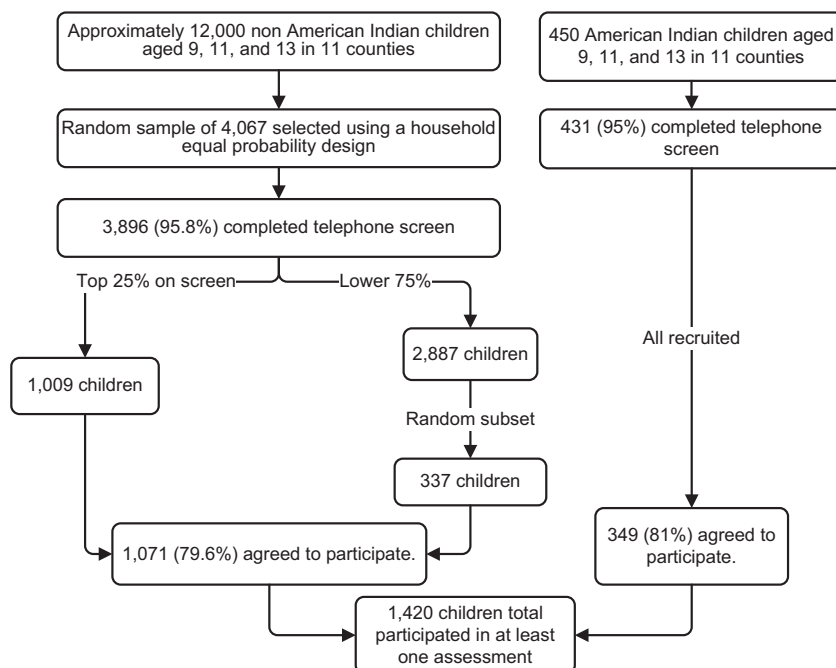 Approximately 12,000 non American Indian children
aged 9, 11, and 13 in 11 counties
450 American Indian children aged
9, 11, and 13 in 11 counties
Random sample of 4,067 selected using a household
equal probability design
431 (95%) completed telephone
screen
3,896 (95.8%) completed telephone screen
Top 25% on screen
Lower 75%
1,009 children
2,887 children
All recruited
Random subset
337 children
1,071 (79.6%) agreed to participate.
349 (81%) agreed to
participate.
1,420 children total
participated in at least
one assessment